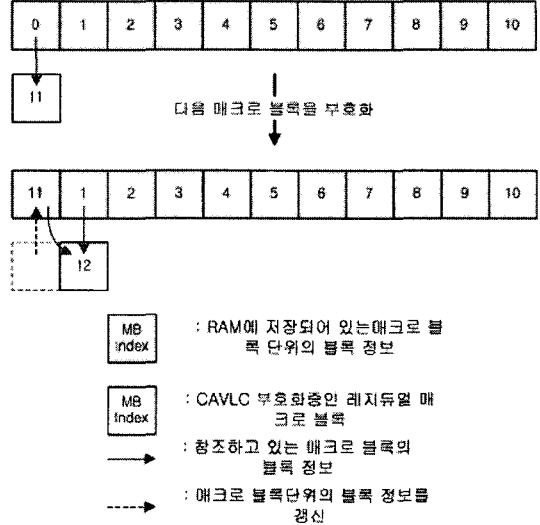 0 1 2 3 4 5 6 7 8 9 10
11
다음 매크로 블록을 부호화
11 1 2 3 4 5 6 7 8 9 10
12
MB
index
: RAM에 저장되어 있는매크로 블
록 단위의 블록 정보
MB
Index
: CAVLC 부호화중인 레지듀얼 매
크로 블록
: 참조하고 있는 매크로 블록의
블록 정보
: 매크로 블록단위의 블록 정보를
갱신